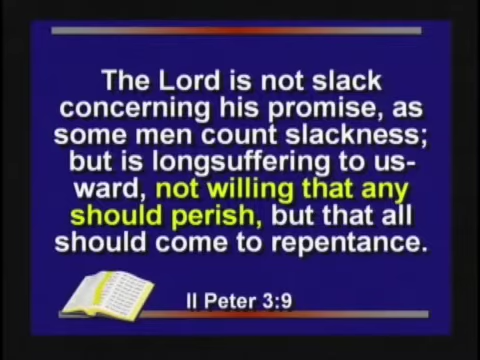 The Lord is not slack
concerning his promise, as
some men count slackness;
but is longsuffering to us-
ward, not willing that any
should perish, but that all
should come to repentance.
II Peter 3:9